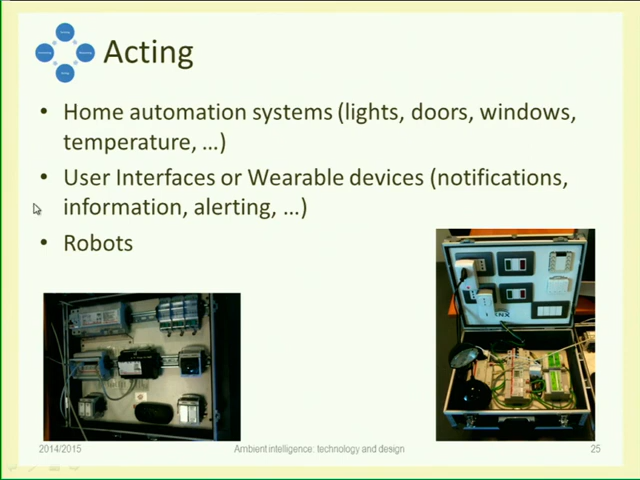 Acting
• Home automation systems (lights, doors, windows,
temperature, …)
• User Interfaces or Wearable devices (notifications,
information, alerting, …)
• Robots
KNX
2014/2015
Ambient intelligence: technology and design
25